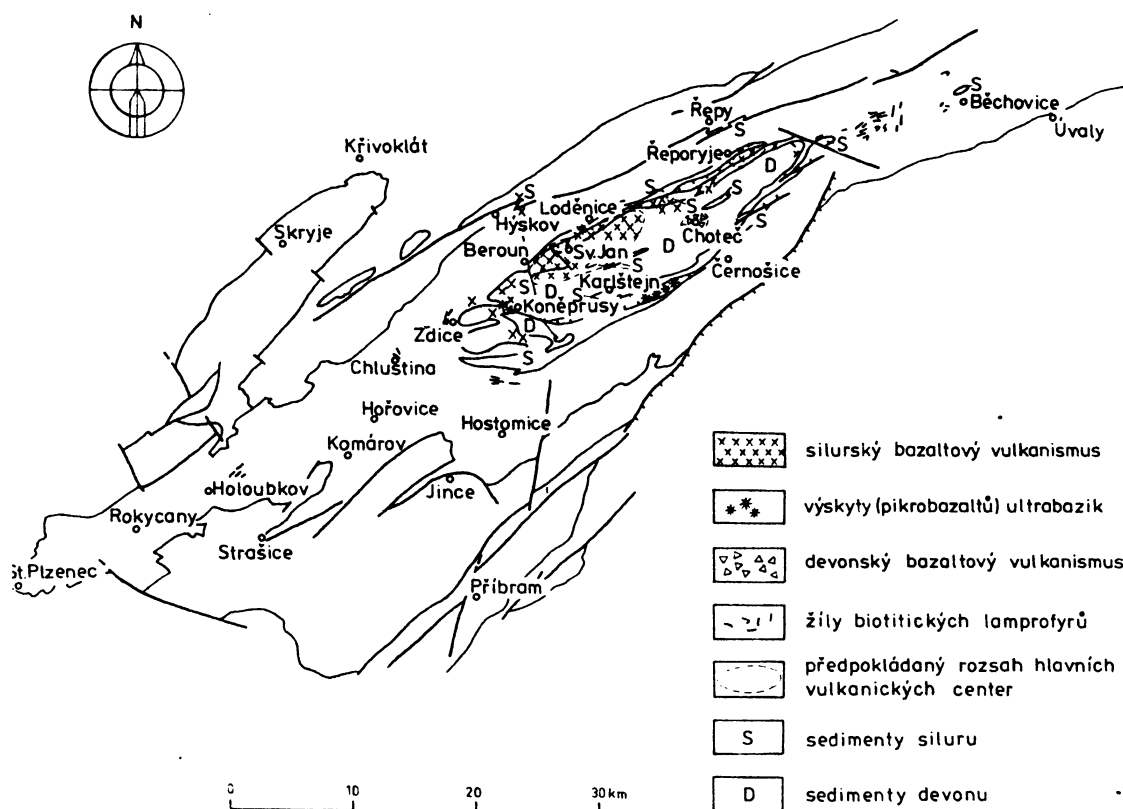 N
S
Běchovice
Úvaly
Řepy
S
S
Řeporyje
D
Křivoklát
S
S
S
Loděnice
Hýskov
S
S
Skryje
Choteč
D
Beroun
Sv.Jan
Černošice
S
Karlštejn
S
D
S
Koněprusy
Zdice
D
S
Chluština
Hořovice
Hostomice
Komárov
silurský bazaltový vulkanismus
Holoubkov
Jince
výskyty (pikrobazaltů) ultrabazik
Rokycany
Strašice
devonský bazaltový vulkanismus
St.Plzenec
Příbram
žíly biotitických lamprofyrů
předpokládaný rozsah hlavních
vulkanických center
S sedimenty siluru
D sedimenty devonu
0 10 20 30 km